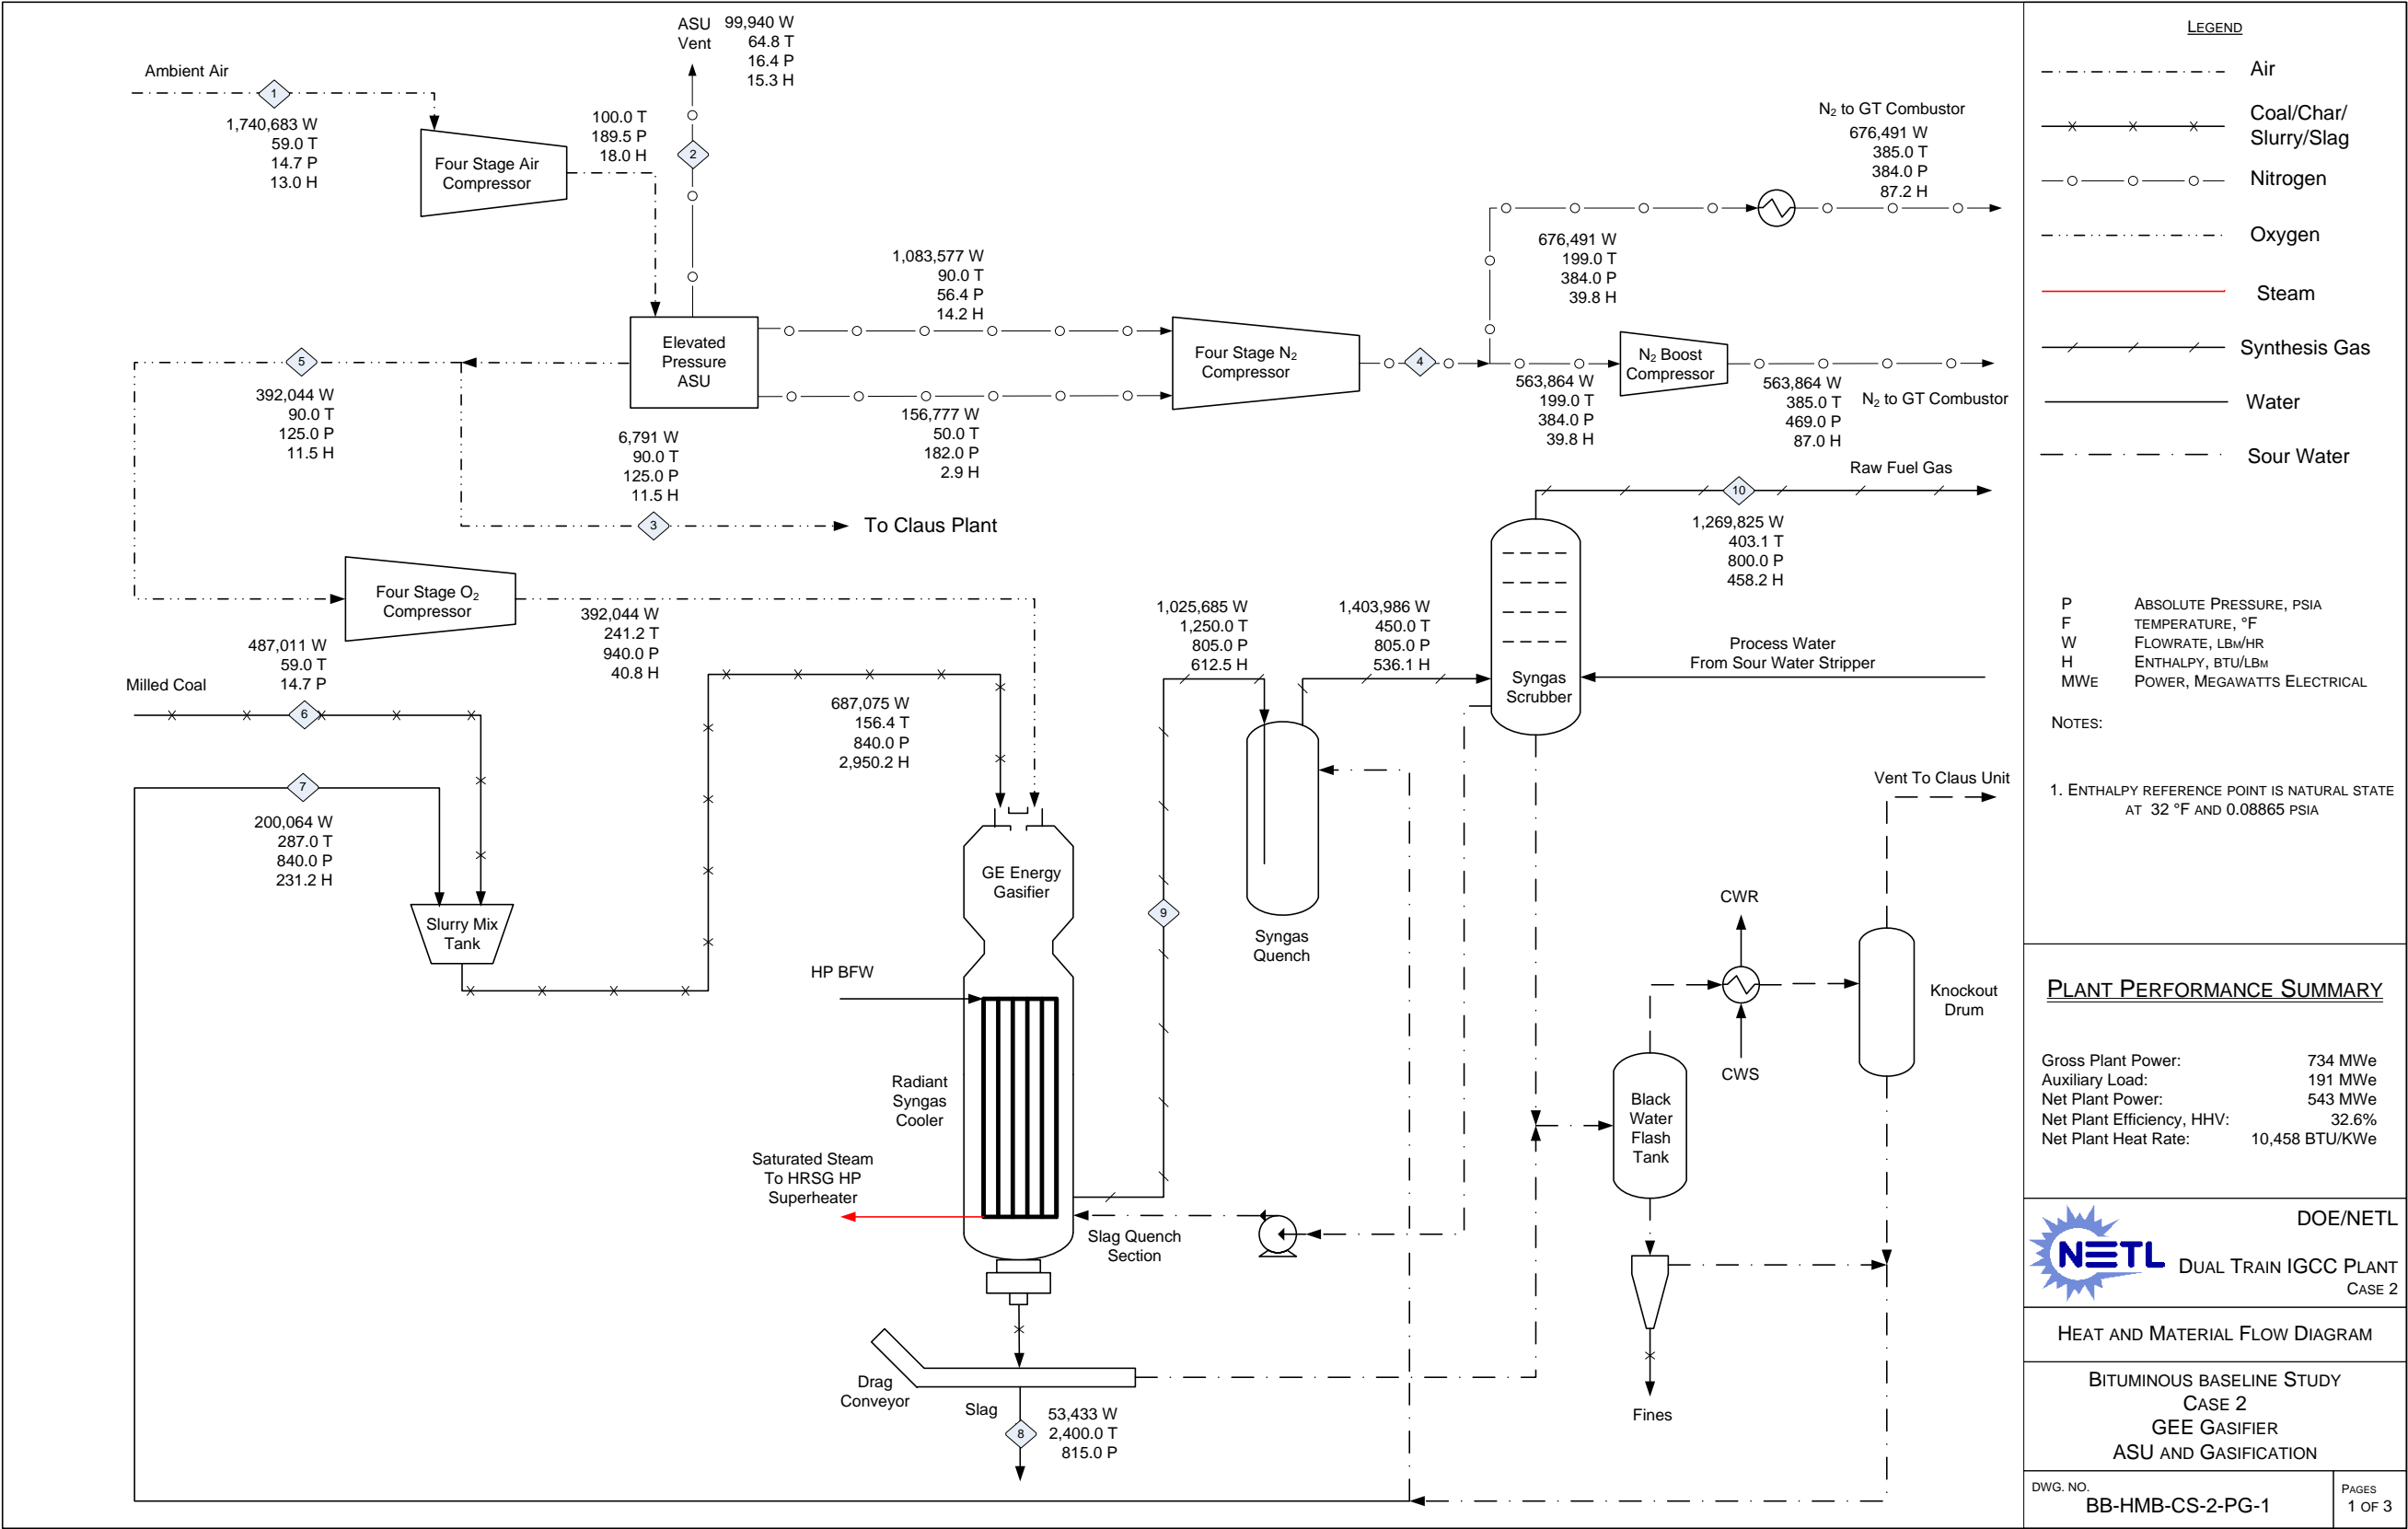 ASU
Vent
99,940 W
64.8 T
16.4 P
15.3 H
Ambient Air
1
1,740,683 W
59.0 T
14.7 P
13.0 H
Four Stage Air
Compressor
100.0 T
189.5 P
18.0 H
2
N2 to GT Combustor
676,491 W
385.0 T
384.0 P
87.2 H
1,083,577 W
90.0 T
56.4 P
14.2 H
676,491 W
199.0 T
384.0 P
39.8 H
Elevated
Pressure
ASU
Four Stage N2
Compressor
4
N2 Boost
Compressor
5
392,044 W
90.0 T
125.0 P
11.5 H
6,791 W
90.0 T
125.0 P
11.5 H
156,777 W
50.0 T
182.0 P
2.9 H
563,864 W
199.0 T
384.0 P
39.8 H
563,864 W
385.0 T
469.0 P
87.0 H
N2 to GT Combustor
3
To Claus Plant
Raw Fuel Gas
10
1,269,825 W
403.1 T
800.0 P
458.2 H
Four Stage O2
Compressor
392,044 W
241.2 T
940.0 P
40.8 H
487,011 W
59.0 T
14.7 P
Milled Coal
6
1,025,685 W
1,250.0 T
805.0 P
612.5 H
1,403,986 W
450.0 T
805.0 P
536.1 H
Process Water
From Sour Water Stripper
Syngas
Scrubber
687,075 W
156.4 T
840.0 P
2,950.2 H
7
200,064 W
287.0 T
840.0 P
231.2 H
Slurry Mix
Tank
GE Energy
Gasifier
9
Syngas
Quench
Vent To Claus Unit
CWR
CWS
Knockout
Drum
HP BFW
Radiant
Syngas
Cooler
Black
Water
Flash
Tank
Saturated Steam
To HRSG HP
Superheater
Slag Quench
Section
Drag
Conveyor
Slag
8
53,433 W
2,400.0 T
815.0 P
Fines
LEGEND
Air
Coal/Char/
Slurry/Slag
Nitrogen
Oxygen
Steam
Synthesis Gas
Water
Sour Water
P ABSOLUTE PRESSURE, PSIA
F TEMPERATURE, °F
W FLOWRATE, LBM/HR
H ENTHALPY, BTU/LBM
MWE POWER, MEGAWATTS ELECTRICAL
NOTES:
1. ENTHALPY REFERENCE POINT IS NATURAL STATE
AT 32 °F AND 0.08865 PSIA
PLANT PERFORMANCE SUMMARY
Gross Plant Power: 734 MWe
Auxiliary Load: 191 MWe
Net Plant Power: 543 MWe
Net Plant Efficiency, HHV: 32.6%
Net Plant Heat Rate: 10,458 BTU/KWe
NETL
DOE/NETL
DUAL TRAIN IGCC PLANT
CASE 2
HEAT AND MATERIAL FLOW DIAGRAM
BITUMINOUS BASELINE STUDY
CASE 2
GEE GASIFIER
ASU AND GASIFICATION
DWG. NO.
BB-HMB-CS-2-PG-1
PAGES
1 OF 3